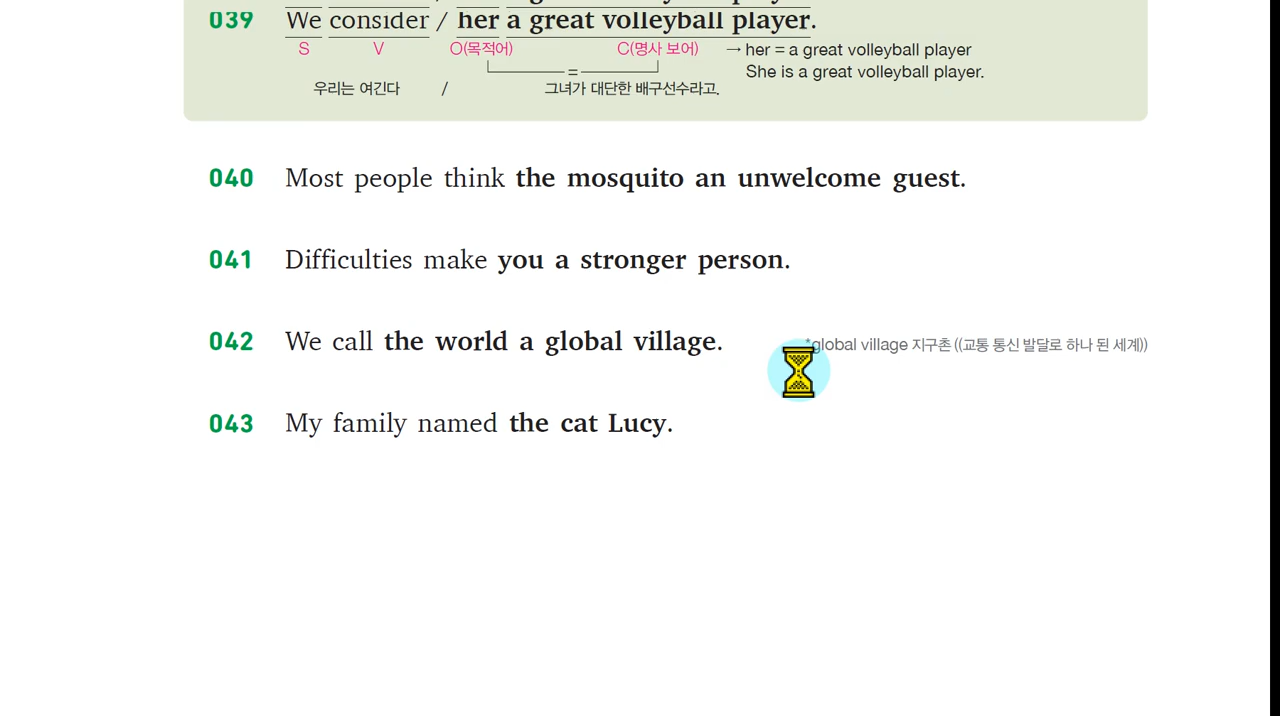 039 We consider / her a great volleyball player.
S V O(목적어) C(명사 보어) → her = a great volleyball player
=
She is a great volleyball player.
우리는 여긴다 / 그녀가 대단한 배구선수라고.
040 Most people think the mosquito an unwelcome guest.
041 Difficulties make you a stronger person.
042 We call the world a global village. *global village 지구촌 ((교통 통신 발달로 하나 된 세계))
043 My family named the cat Lucy.